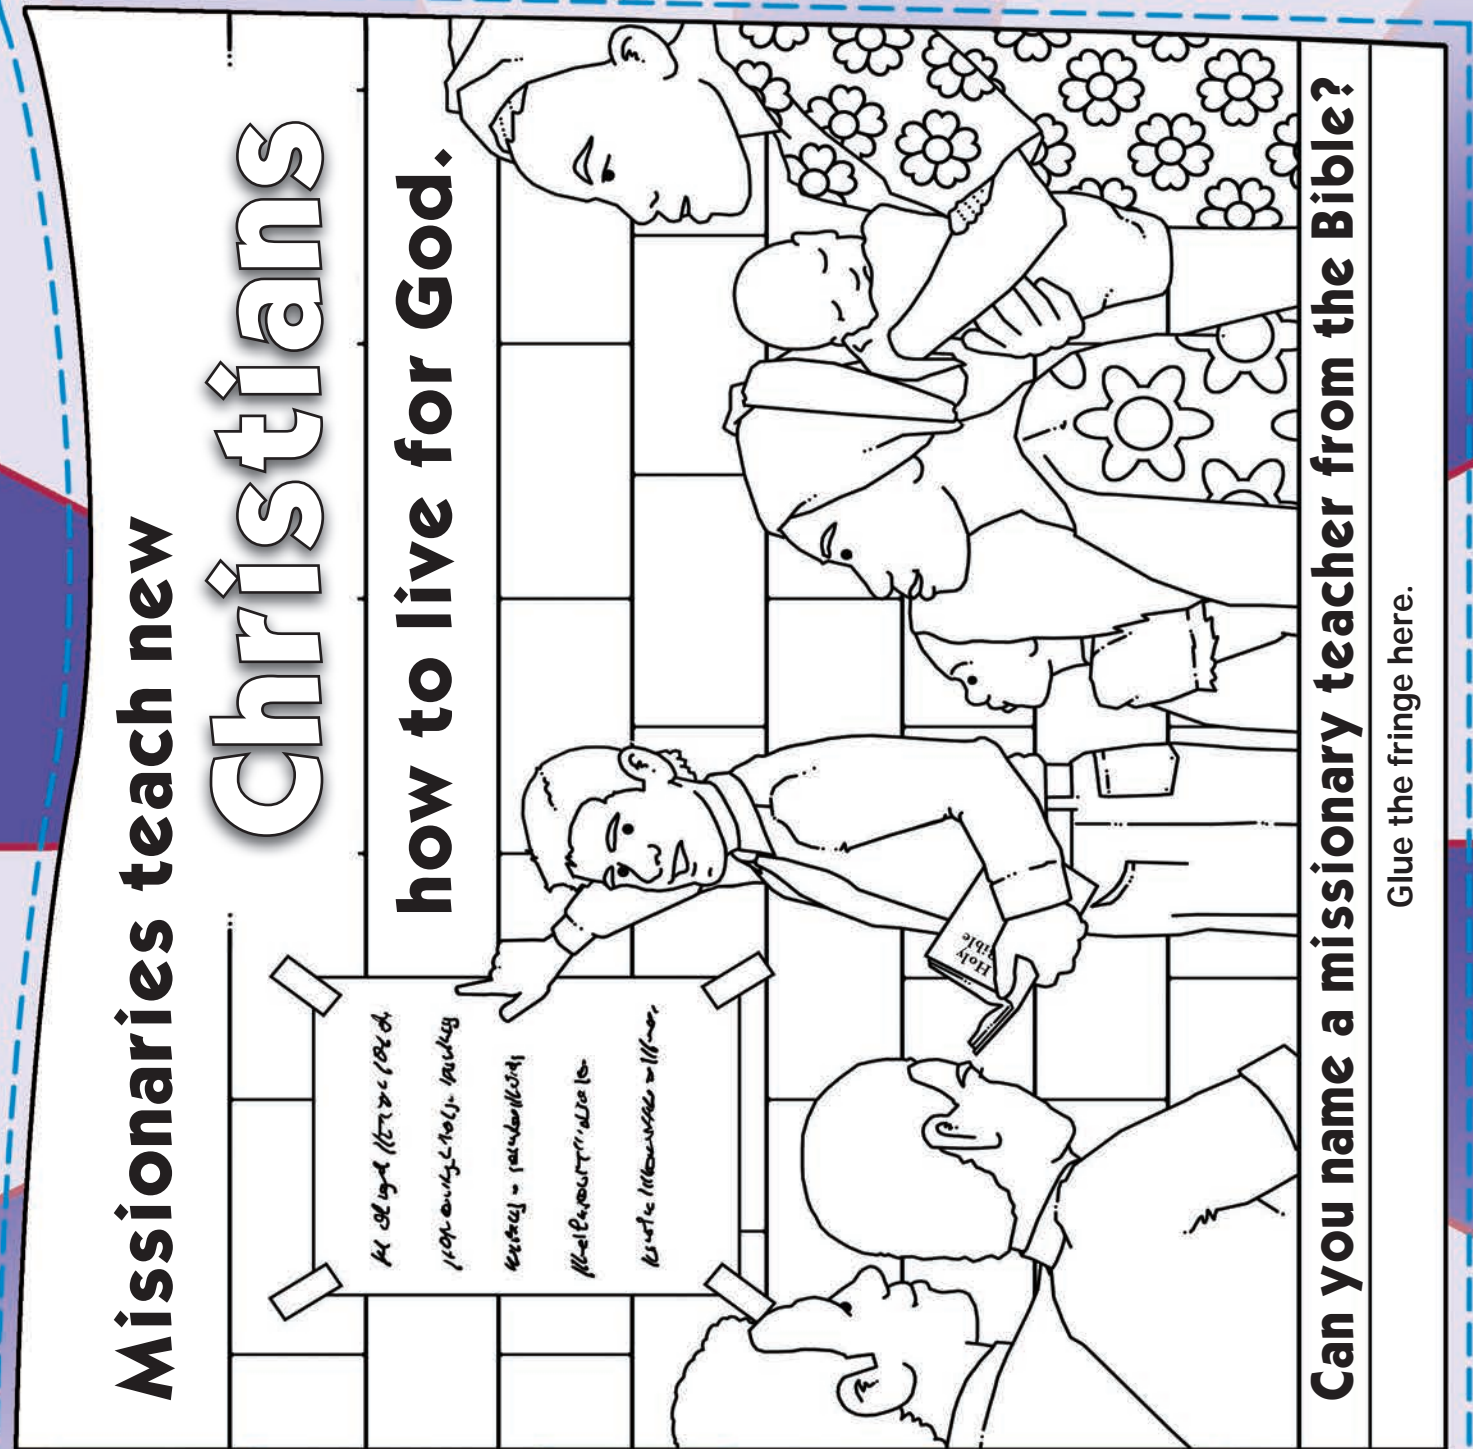 Missionaries teach new
Christians
how to live for God.
Holy
Bible
Can you name a missionary teacher from the Bible?
Glue the fringe here.